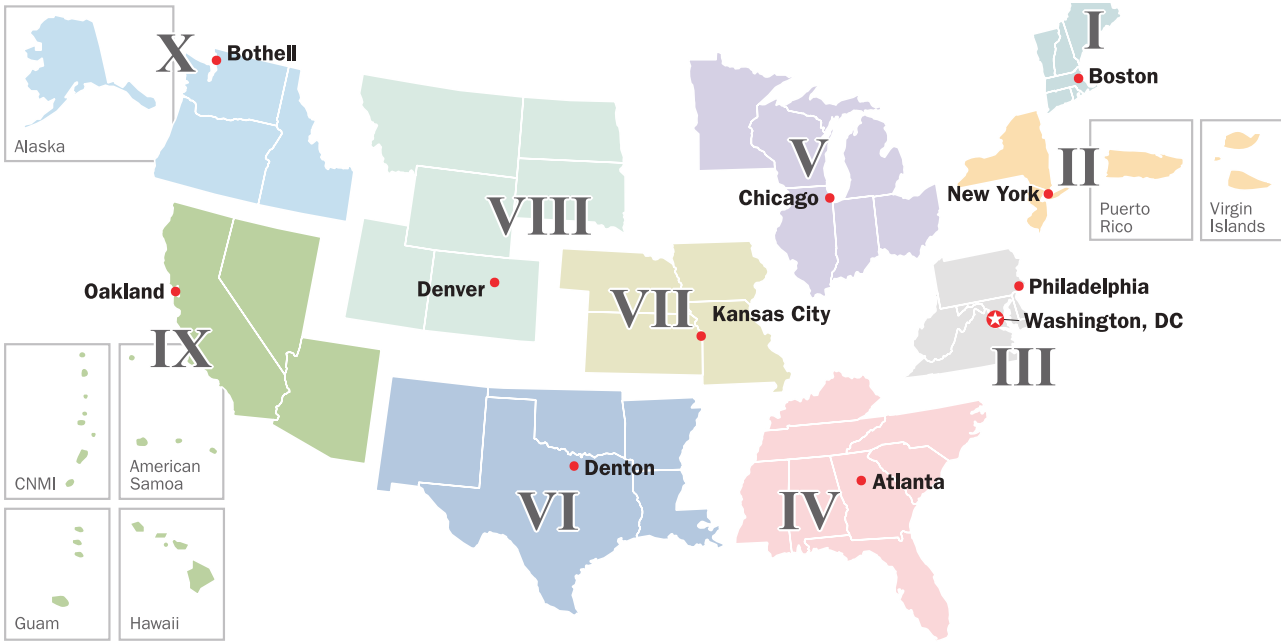 I
X
Bothell
Boston
Alaska
V
II
Chicago
New York
VIII
Puerto
Rico
Virgin
Islands
Oakland
Denver
Philadelphia
VII
Kansas City
Washington, DC
IX
III
CNMI
American
Samoa
Denton
Atlanta
VI
IV
Guam
Hawaii